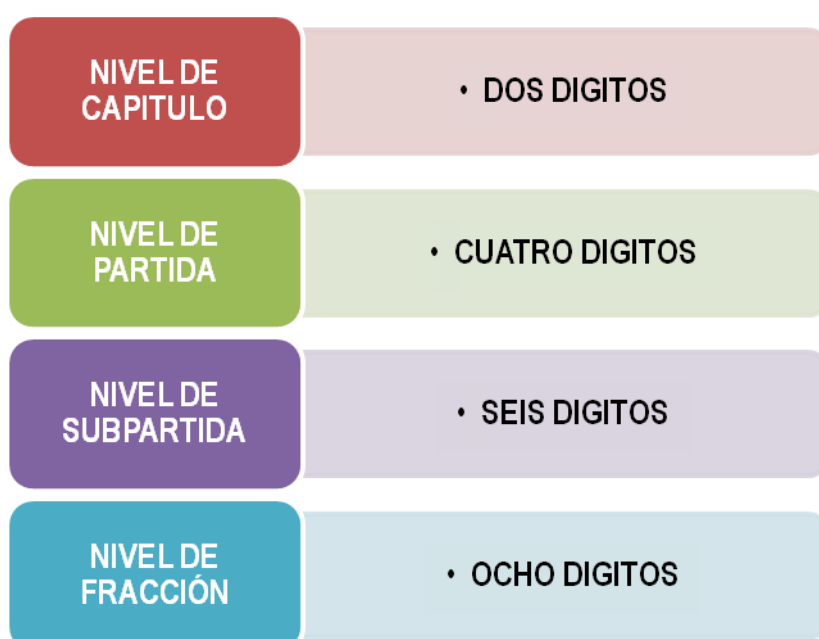 NIVEL DE
CAPITULO
• DOS DIGITOS
NIVEL DE
PARTIDA
• CUATRO DIGITOS
NIVEL DE
SUBPARTIDA
• SEIS DIGITOS
NIVEL DE
FRACCIÓN
• OCHO DIGITOS